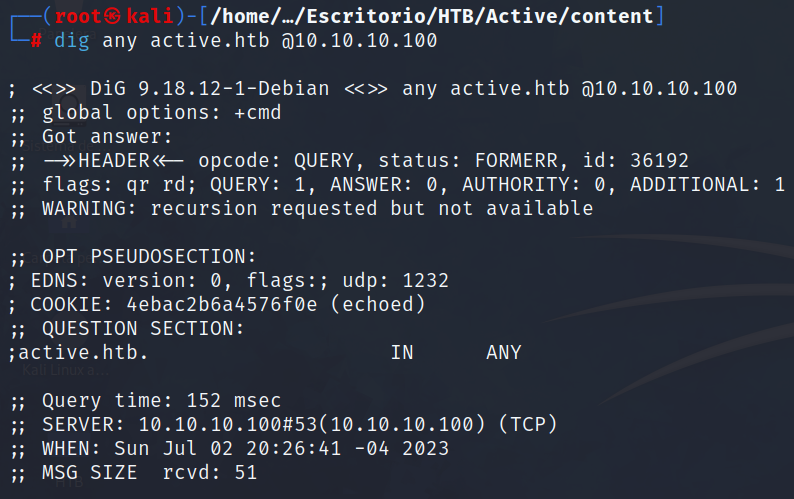 ┌──(root㉿kali)-[/home/…/Escritorio/HTB/Active/content]
└─# dig any active.htb @10.10.10.100
; <<>> DiG 9.18.12-1-Debian <<>> any active.htb @10.10.10.100
;; global options: +cmd
;; Got answer:
;; ->>HEADER<<- opcode: QUERY, status: FORMERR, id: 36192
;; flags: qr rd; QUERY: 1, ANSWER: 0, AUTHORITY: 0, ADDITIONAL: 1
;; WARNING: recursion requested but not available
;; OPT PSEUDOSECTION:
; EDNS: version: 0, flags:; udp: 1232
; COOKIE: 4ebac2b6a4576f0e (echoed)
;; QUESTION SECTION:
;active.htb. IN ANY
Kali Linux a...
;; Query time: 152 msec
;; SERVER: 10.10.10.100#53(10.10.10.100) (TCP)
;; WHEN: Sun Jul 02 20:26:41 -04 2023
;; MSG SIZE rcvd: 51